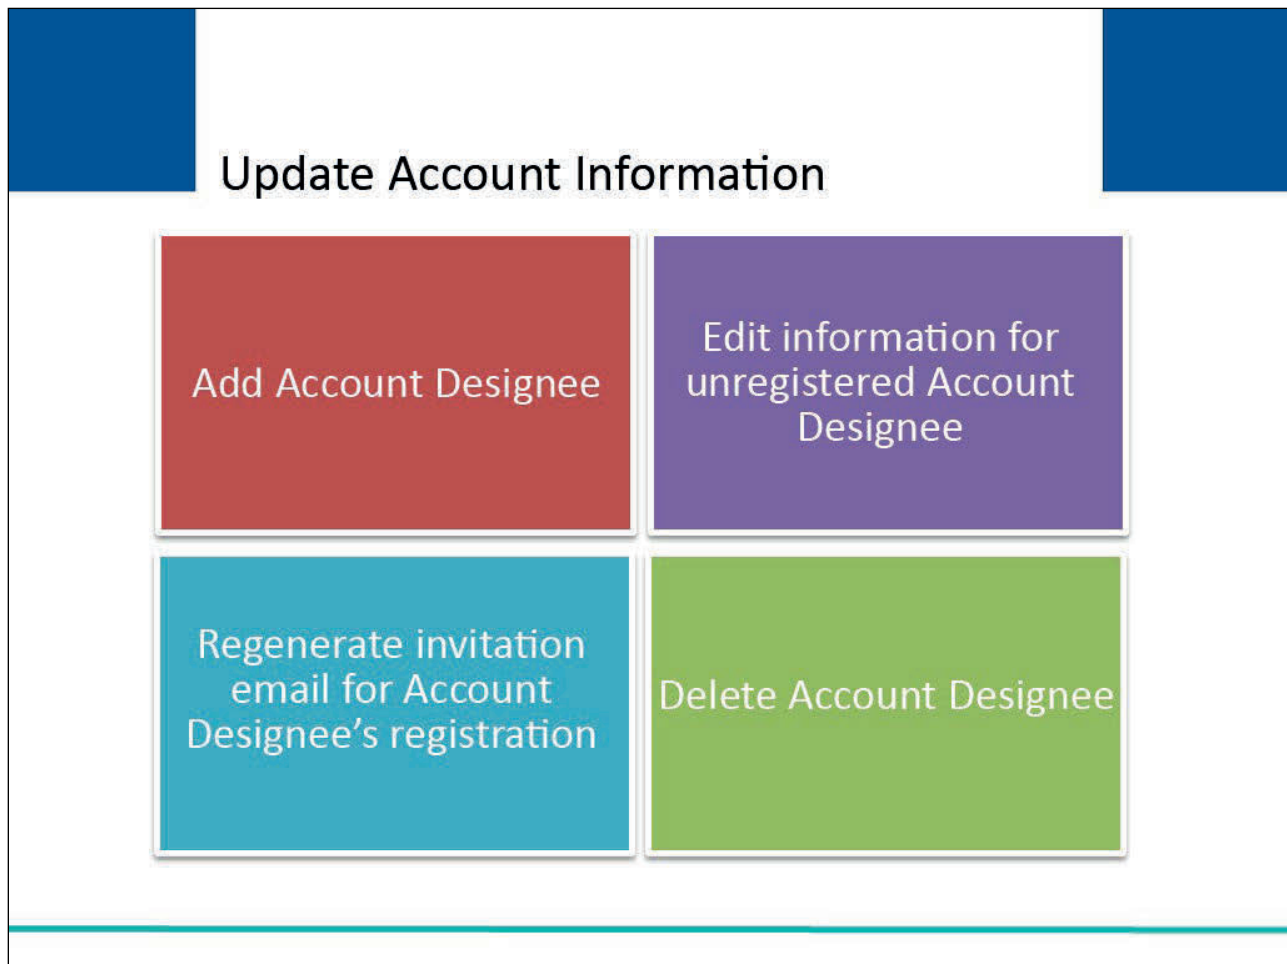 Update Account Information
Add Account Designee
Edit information for
unregistered Account
Designee
Regenerate invitation
email for Account
Designee’s registration
Delete Account Designee